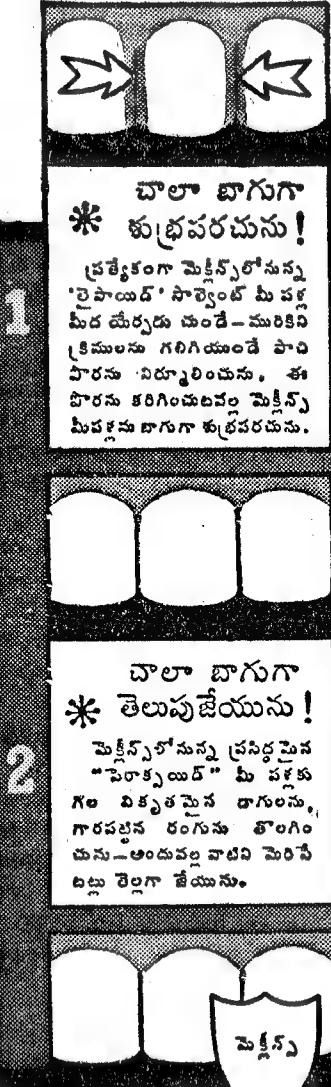 చాలా బాగుగా
* శుభ్రపరచును!
1
ప్రత్యేకంగా మెక్లీన్స్‌లోనున్న
'లైపాయిడ్' సాల్వెంట్ మీ పళ్ల
మీద యేర్పడు చుండే—మురికిని
క్రిములను గలిగియుండే పాచి
పొరను నిర్మూలించును. ఈ
పొరను కరిగించుటవల్ల మెక్లీన్స్
మీపళ్లను బాగుగా శుభ్రపరచును.
చాలా బాగుగా
* తెలుపుజేయును!
2
మెక్లీన్స్‌లోనున్న ప్రసిద్ధమైన
"పెరాక్సయిడ్" మీ పళ్లకు
గల వికృతమైన దాగులను,
గారపట్టిన రంగును తొలగిం
చును—అందువల్ల వాటిని మెరిసే
టట్లు తెల్లగా జేయును.
మెక్లీన్స్